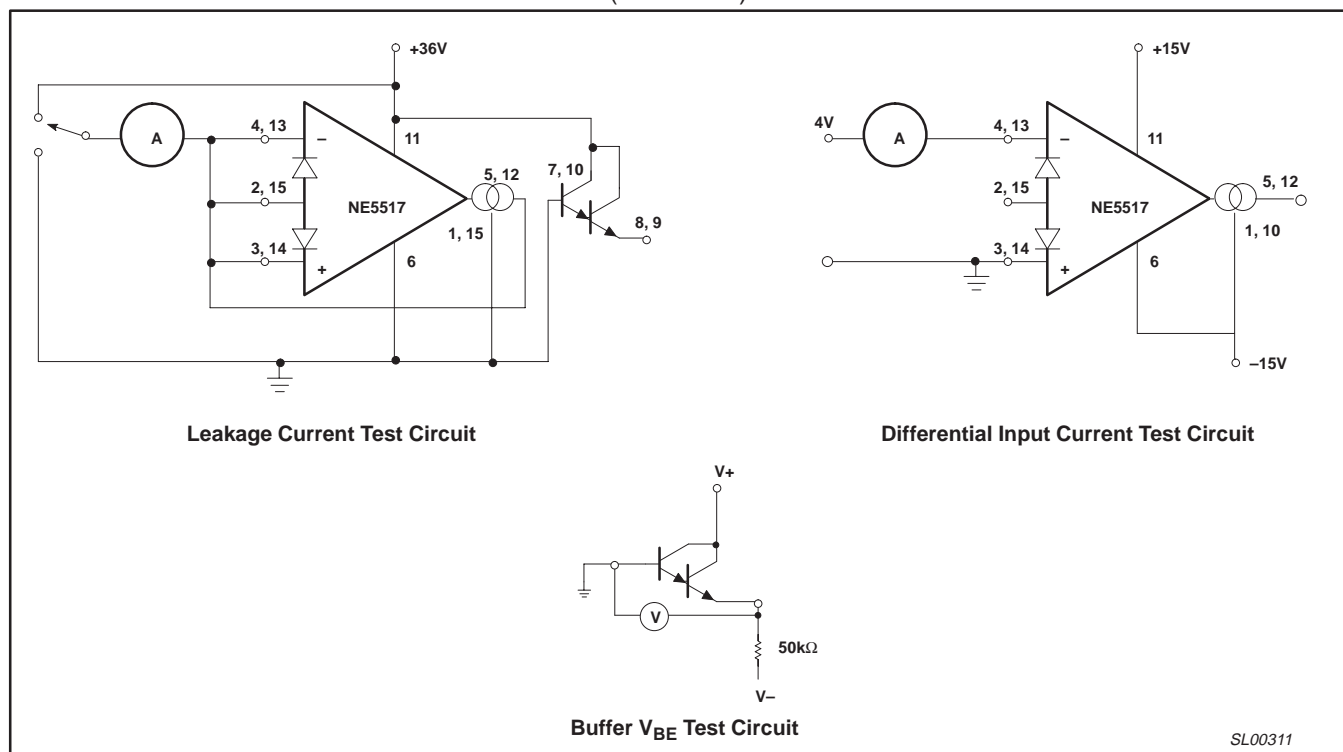 +36V
A
4, 13
–
11
2, 15
NE5517
5, 12
7, 10
8, 9
1, 15
3, 14
+
6
Leakage Current Test Circuit
+15V
4V
A
4, 13
–
11
2, 15
NE5517
5, 12
1, 10
3, 14
+
6
–15V
Differential Input Current Test Circuit
V+
V
50kΩ
V–
Buffer VBE Test Circuit
SL00311